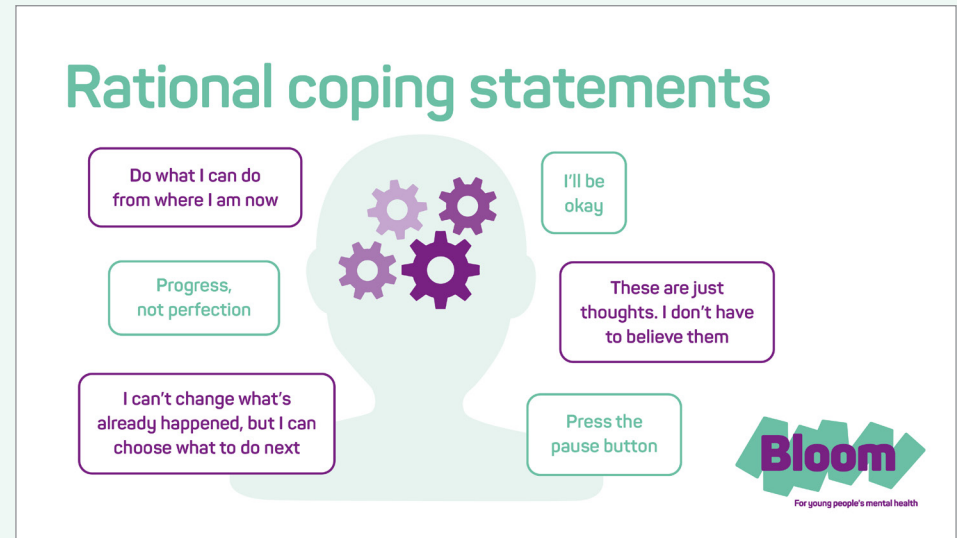 Rational coping statements
Do what I can do
from where I am now
I'll be
okay
Progress,
not perfection
These are just
thoughts. I don't have
to believe them
I can't change what's
already happened, but I can
choose what to do next
Press the
pause button
Bloom
For young people's mental health